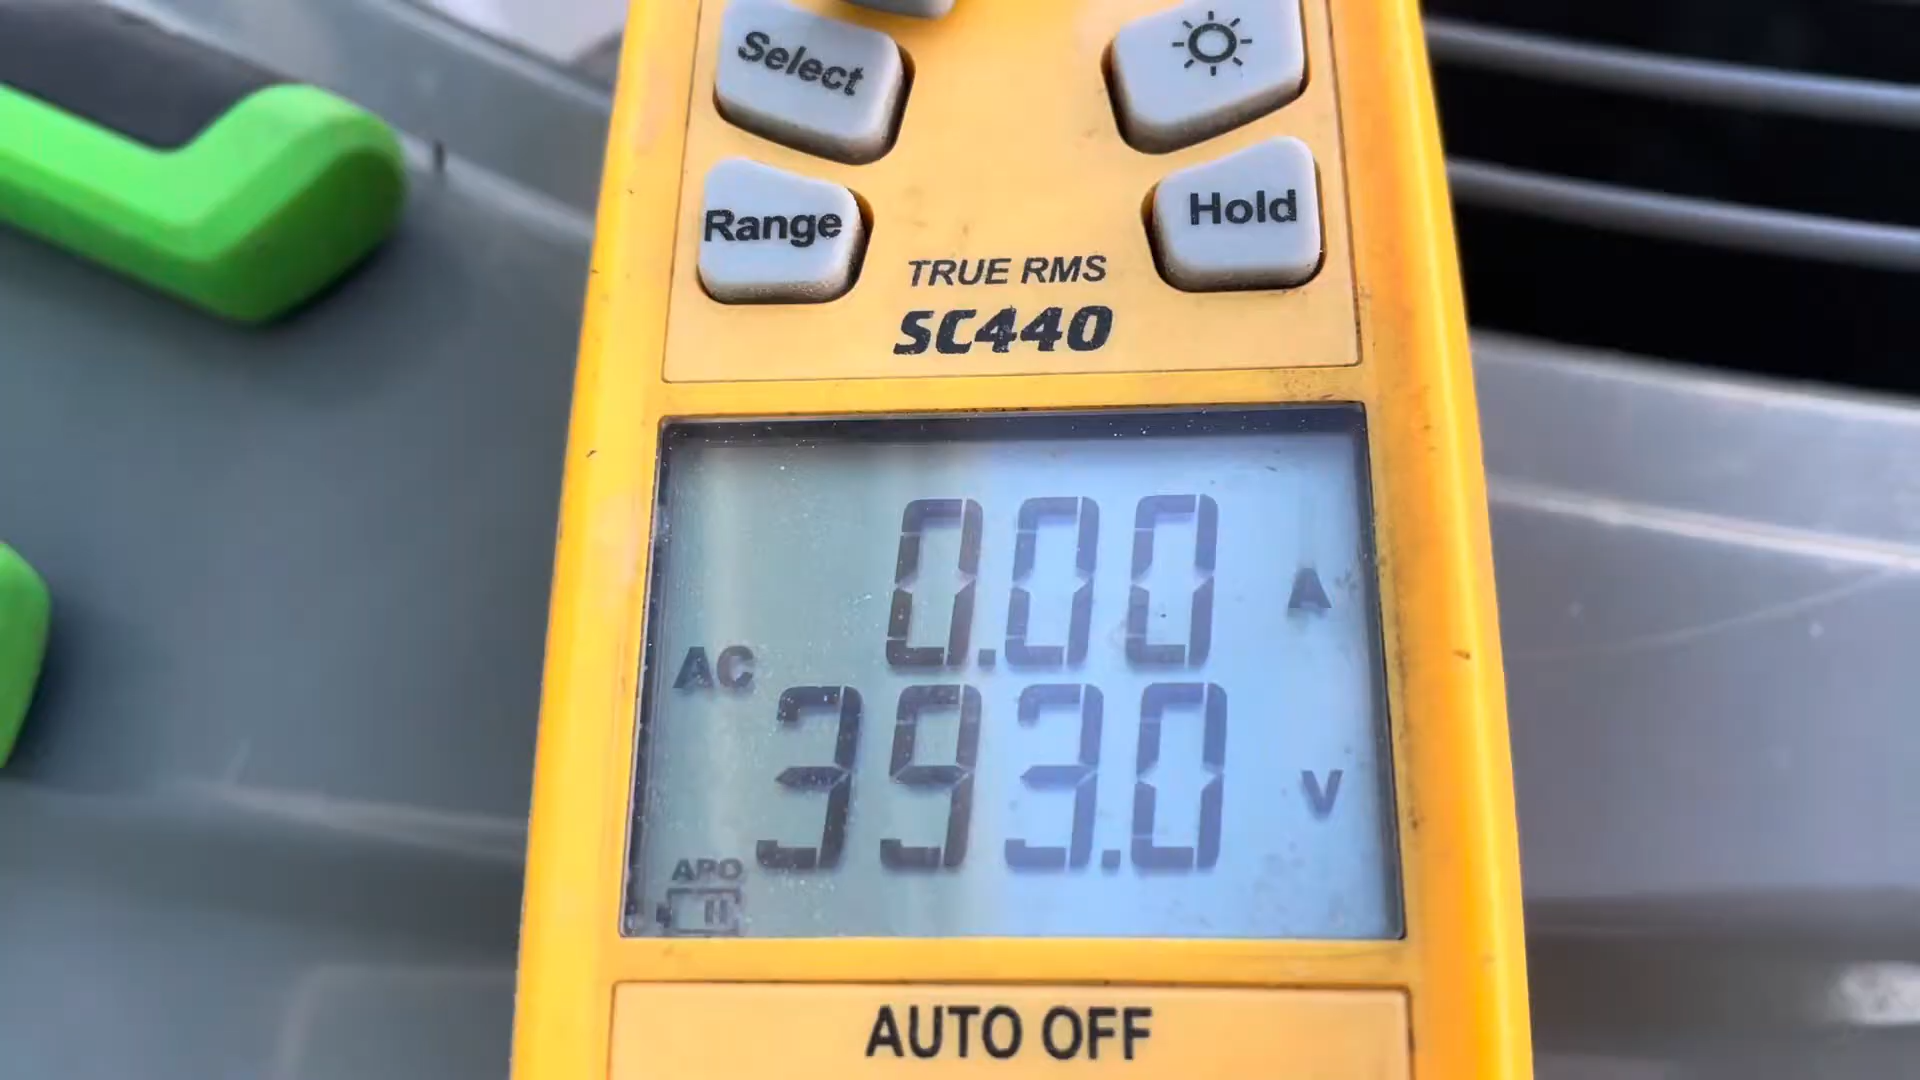 Select
Range
Hold
TRUE RMS
SC440
0.00 A
AC
393.0 V
APO
AUTO OFF